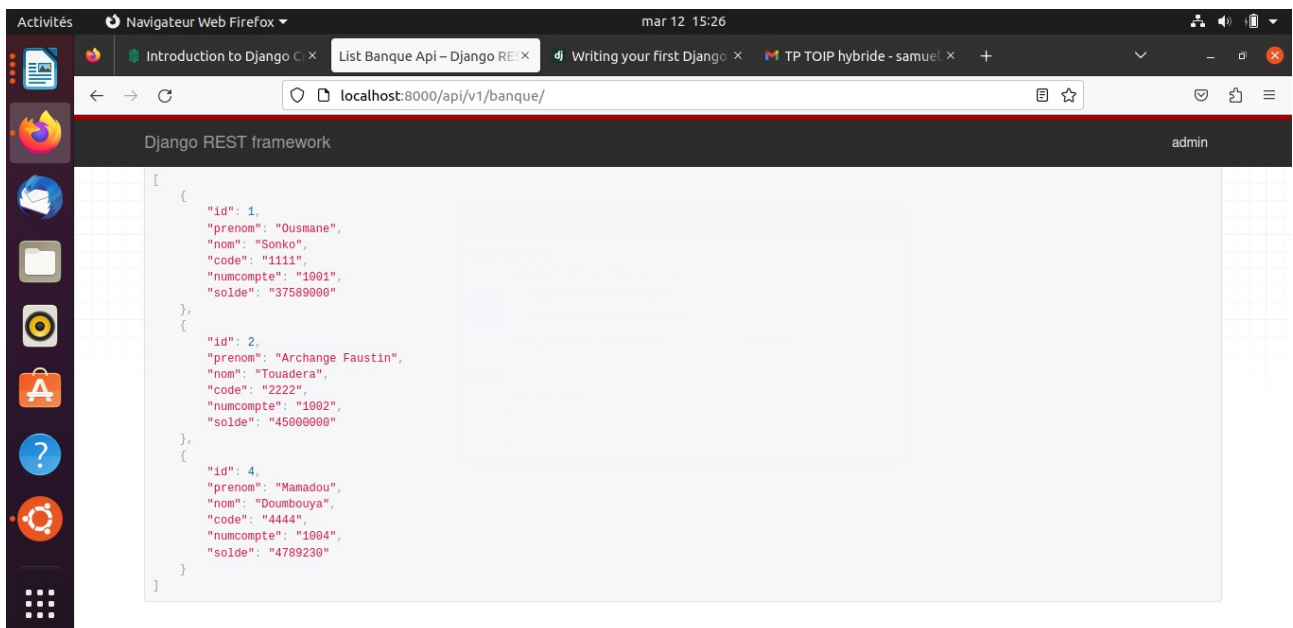 Activités
Navigateur Web Firefox
mar 12 15:26
Introduction to Django C
List Banque Api – Django RES
dj Writing your first Django
TP TOIP hybride - samuel.
localhost:8000/api/v1/banque/
Django REST framework
admin
[
{
"id": 1,
"prenom": "Ousmane",
"nom": "Sonko",
"code": "1111",
"numcompte": "1001",
"solde": "37589000"
},
{
"id": 2,
"prenom": "Archange Faustin",
"nom": "Touadera",
"code": "2222",
"numcompte": "1002",
"solde": "45000000"
},
{
"id": 4,
"prenom": "Mamadou",
"nom": "Doumbouya",
"code": "4444",
"numcompte": "1004",
"solde": "4789230"
}
]